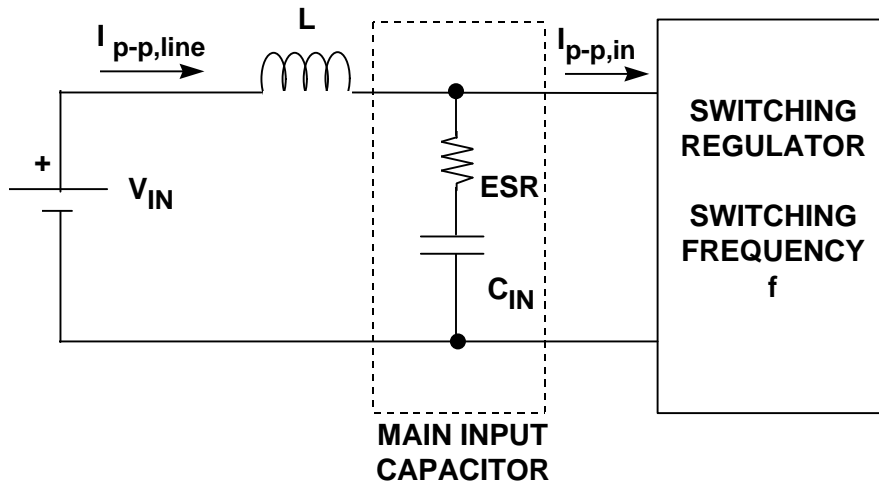 I p-p,line
L
I p-p,in
+
V IN
ESR
C IN
SWITCHING
REGULATOR
SWITCHING
FREQUENCY
f
MAIN INPUT
CAPACITOR